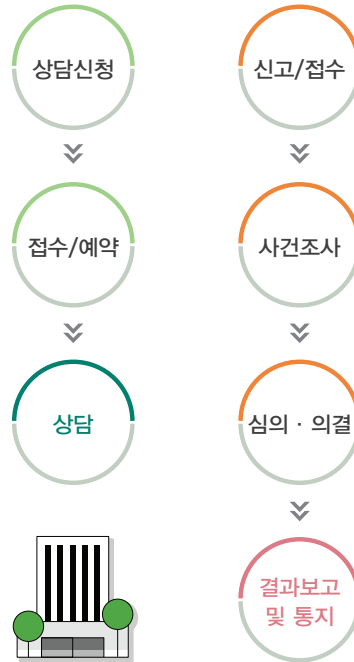 상담신청
접수/예약
상담
신고/접수
사건조사
심의 · 의결
결과보고
및 통지